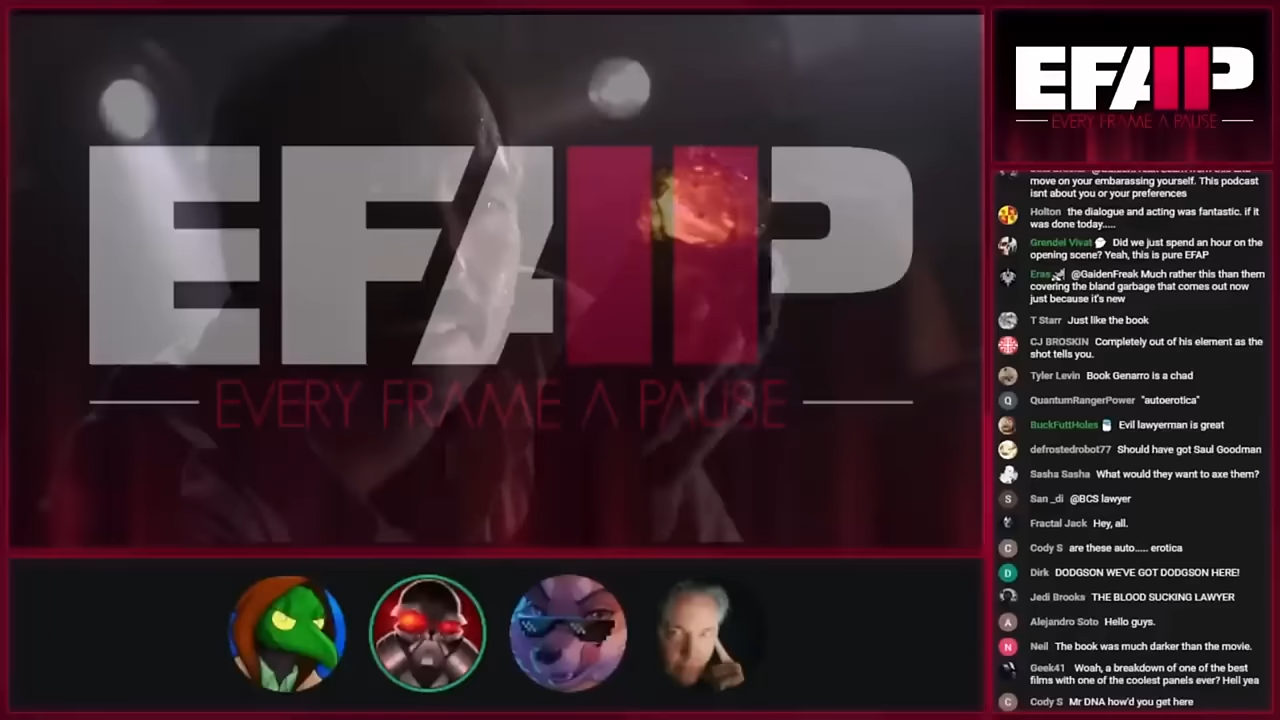 EFAP
EVERY FRAME A PAUSE
EFAP
EVERY FRAME A PAUSE
move on your embarassing yourself. This podcast
isnt about you or your preferences
Holton the dialogue and acting was fantastic. if it
was done today.....
Grendel Vivat Did we just spend an hour on the
opening scene? Yeah, this is pure EFAP
Eras @GaidenFreak Much rather this than them
covering the bland garbage that comes out now
just because it's new
T Starr Just like the book
CJ BROSKIN Completely out of his element as the
shot tells you.
Tyler Levin Book Genarro is a chad
Q QuantumRangerPower "autoerotica"
BuckFuttHoles Evil lawyerman is great
defrostedrobot77 Should have got Saul Goodman
Sasha Sasha What would they want to axe them?
S San _di @BCS lawyer
Fractal Jack Hey, all.
C Cody S are these auto..... erotica
D Dirk DODGSON WE'VE GOT DODGSON HERE!
Jedi Brooks THE BLOOD SUCKING LAWYER
A Alejandro Soto Hello guys.
N Neil The book was much darker than the movie.
Geek41 Woah, a breakdown of one of the best
films with one of the coolest panels ever? Hell yea
C Cody S Mr DNA how'd you get here